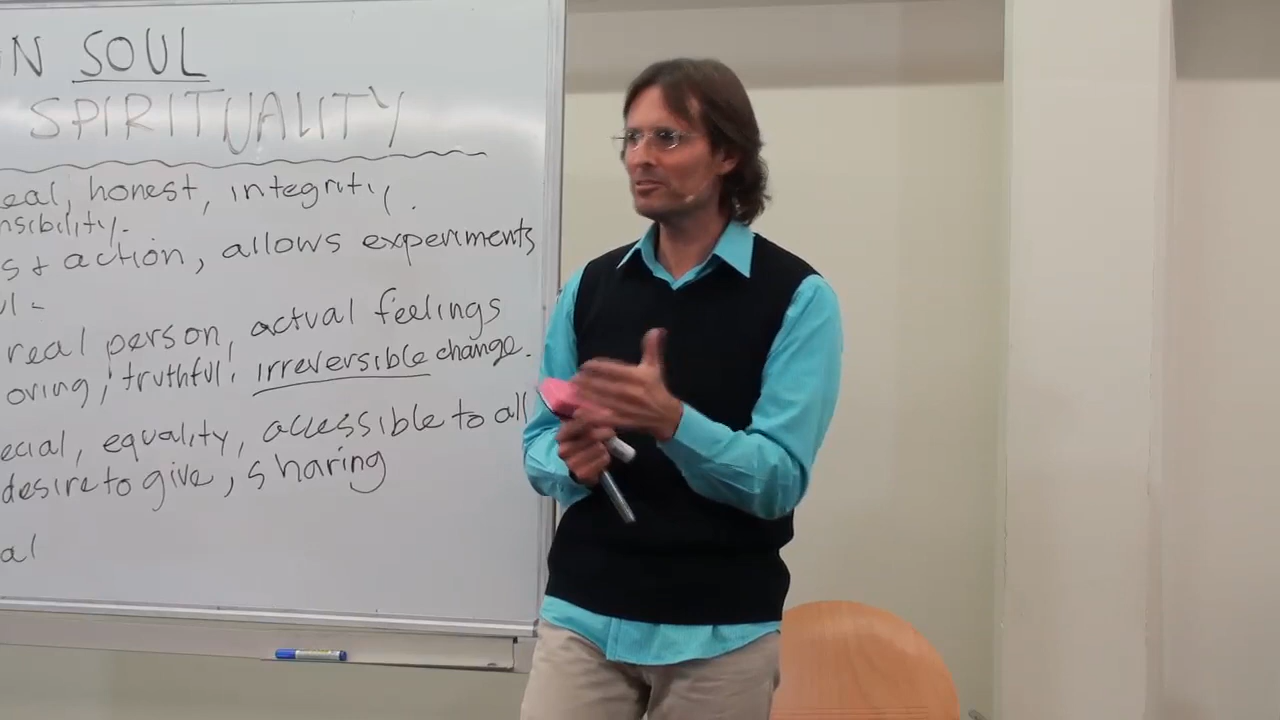 N SOUL
SPIRITUALITY
eal, honest, integrity.
nsibility.
s + action, allows experiments
ul -
real person, actual feelings
oving, truthful! irreversible change.
ecial, equality, accessible to all
desire to give, sharing
al